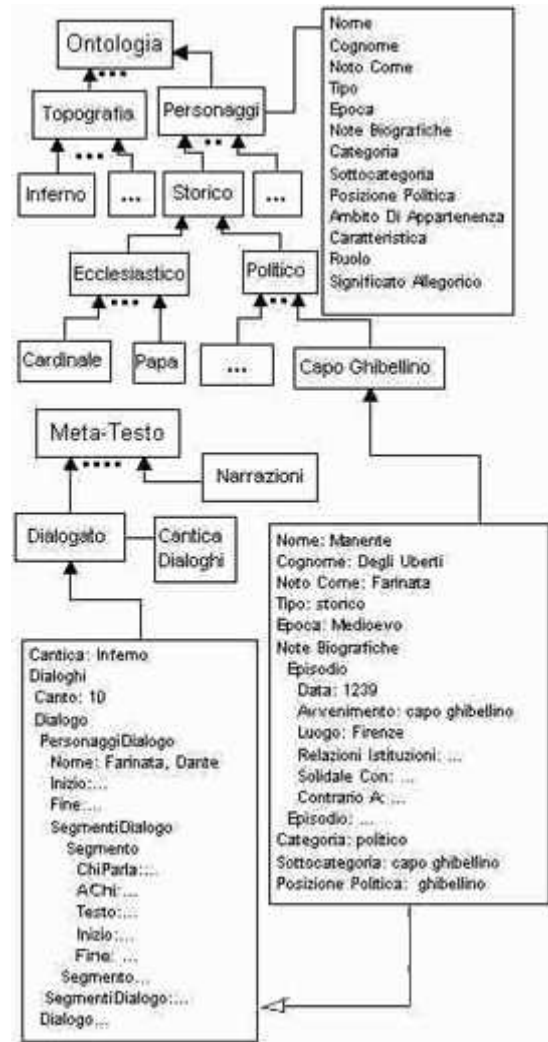 Ontologia
Topografia
Personaggi
Inferno
...
Storico
...
Ecclesiastico
Politico
Cardinale
Papa
...
Capo Ghibellino
Nome
Cognome
Noto Come
Tipo
Epoca
Note Biografiche
Categoria
Sottocategoria
Posizione Politica
Ambito Di Appartenenza
Caratteristica
Ruolo
Significato Allegorico
Meta-Testo
Narrazioni
Dialogato
Cantica
Dialoghi
Cantica: Inferno
Dialoghi
Canto: 10
Dialogo
PersonaggiDialogo
Nome: Farinata, Dante
Inizio:...
Fine:...
SegmentiDialogo
Segmento
ChiParla:...
AChi:...
Testo:...
Inizio:...
Fine: ...
Segmento...
SegmentiDialogo:...
Dialogo...
Nome: Manente
Cognome: Degli Uberti
Noto Come: Farinata
Tipo: storico
Epoca: Medioevo
Note Biografiche
Episodio
Data: 1239
Avvenimento: capo ghibellino
Luogo: Firenze
Relazioni Istituzioni: ...
Solidale Con: ...
Contrario A: ...
Episodio: ...
Categoria: politico
Sottocategoria: capo ghibellino
Posizione Politica: ghibellino